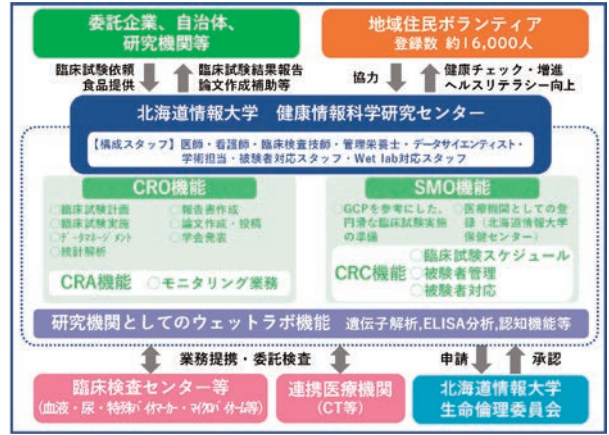 委託企業、自治体、
研究機関等
地域住民ボランティア
登録数 約16,000人
臨床試験依頼
食品提供
臨床試験結果報告
論文作成補助等
協力
健康チェック・増進
ヘルスリテラシー向上
北海道情報大学 健康情報科学研究センター
【構成スタッフ】医師・看護師・臨床検査技師・管理栄養士・データサイエンティスト・
学術担当・被験者対応スタッフ・Wet lab対応スタッフ
CRO機能
○臨床試験計画
○臨床試験実施
○データマネージメント
○統計解析
○報告書作成
○論文作成・投稿
○学会発表
CRA機能 ○モニタリング業務
SMO機能
○GCPを参考にした、
円滑な臨床試験実施
の準備
○医療機関としての登
録（北海道情報大学
保健センター）
CRC機能
○臨床試験スケジュール
○被験者管理
○被験者対応
研究機関としてのウェットラボ機能 遺伝子解析,ELISA分析,認知機能等
業務提携・委託検査
申請
承認
臨床検査センター等
(血液・尿・特殊バイオマーカー・マイクロバイオーム等)
連携医療機関
(CT等)
北海道情報大学
生命倫理委員会